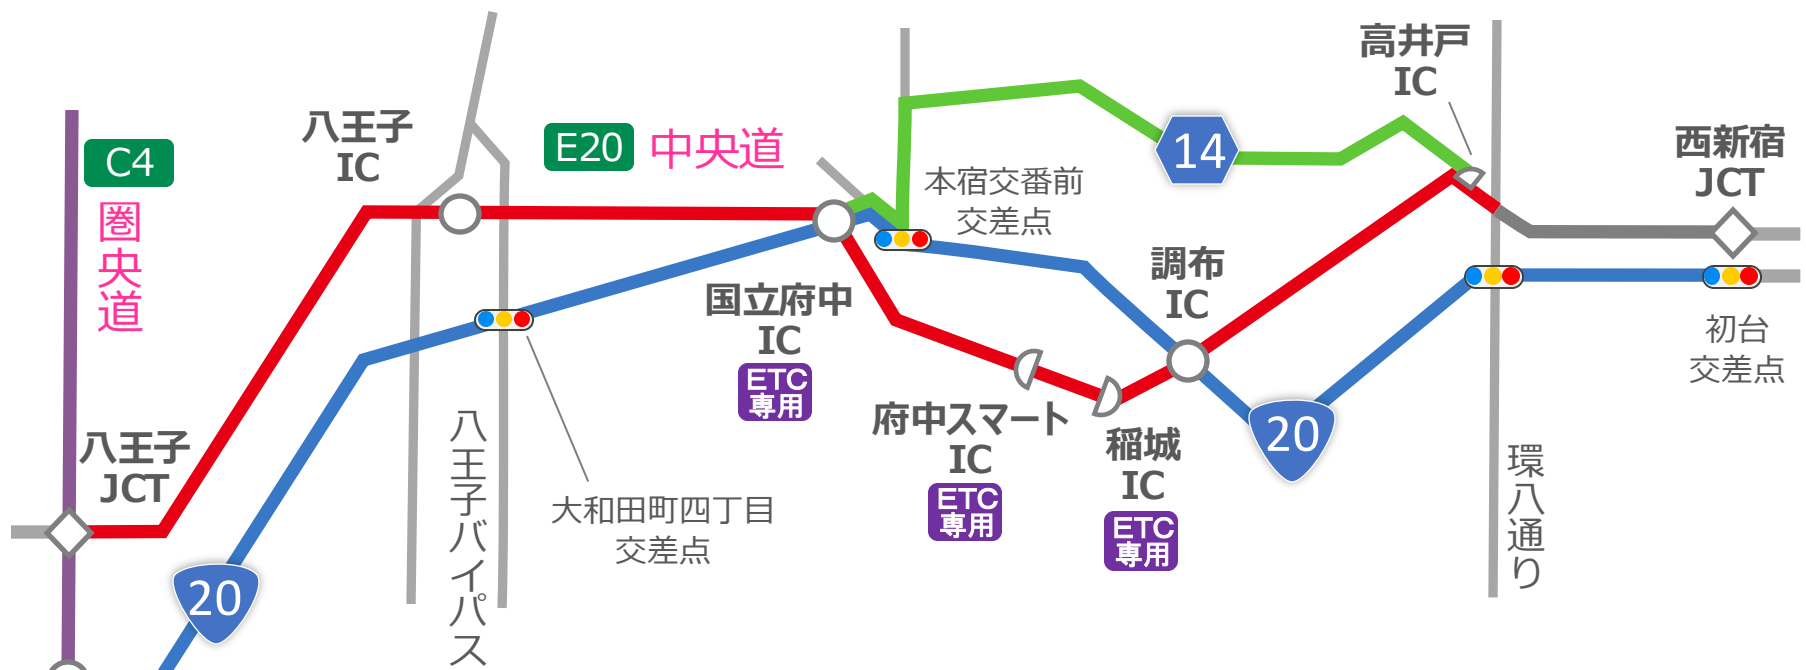 高井戸
IC
八王子
IC
E20 中央道
14
西新宿
JCT
C4
圏央道
本宿交番前
交差点
調布
IC
国立府中
IC
ETC
専用
初台
交差点
府中スマート
IC
ETC
専用
稲城
IC
ETC
専用
20
八王子
JCT
八王子バイパス
環八通り
大和田町四丁目
交差点
20